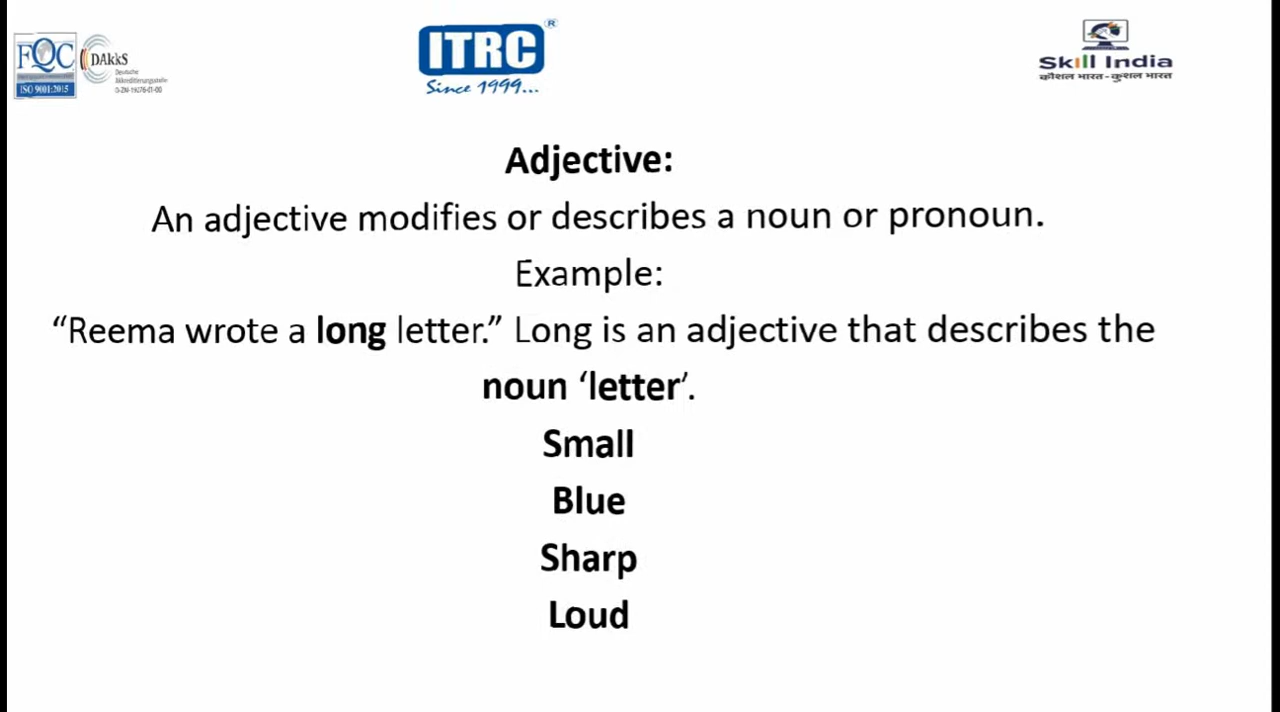 FQC
ISO 9001:2015
DAkkS
Deutsche
Akkreditierungsstelle
ITRC®
Since 1999...
Skill India
कौशल भारत-कुशल भारत
Adjective:
An adjective modifies or describes a noun or pronoun.
Example:
“Reema wrote a long letter.” Long is an adjective that describes the
noun ‘letter’.
Small
Blue
Sharp
Loud